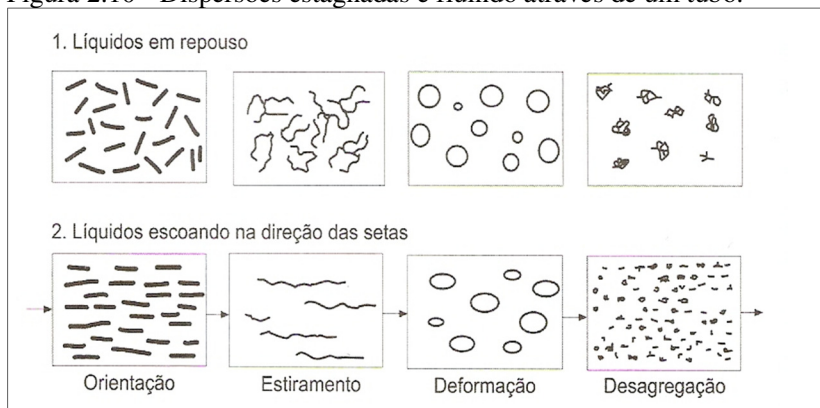 Figura 2.10 - Dispersões estagnadas e fluindo através de um tubo.
1. Líquidos em repouso
2. Líquidos escoando na direção das setas
Orientação
Estiramento
Deformação
Desagregação